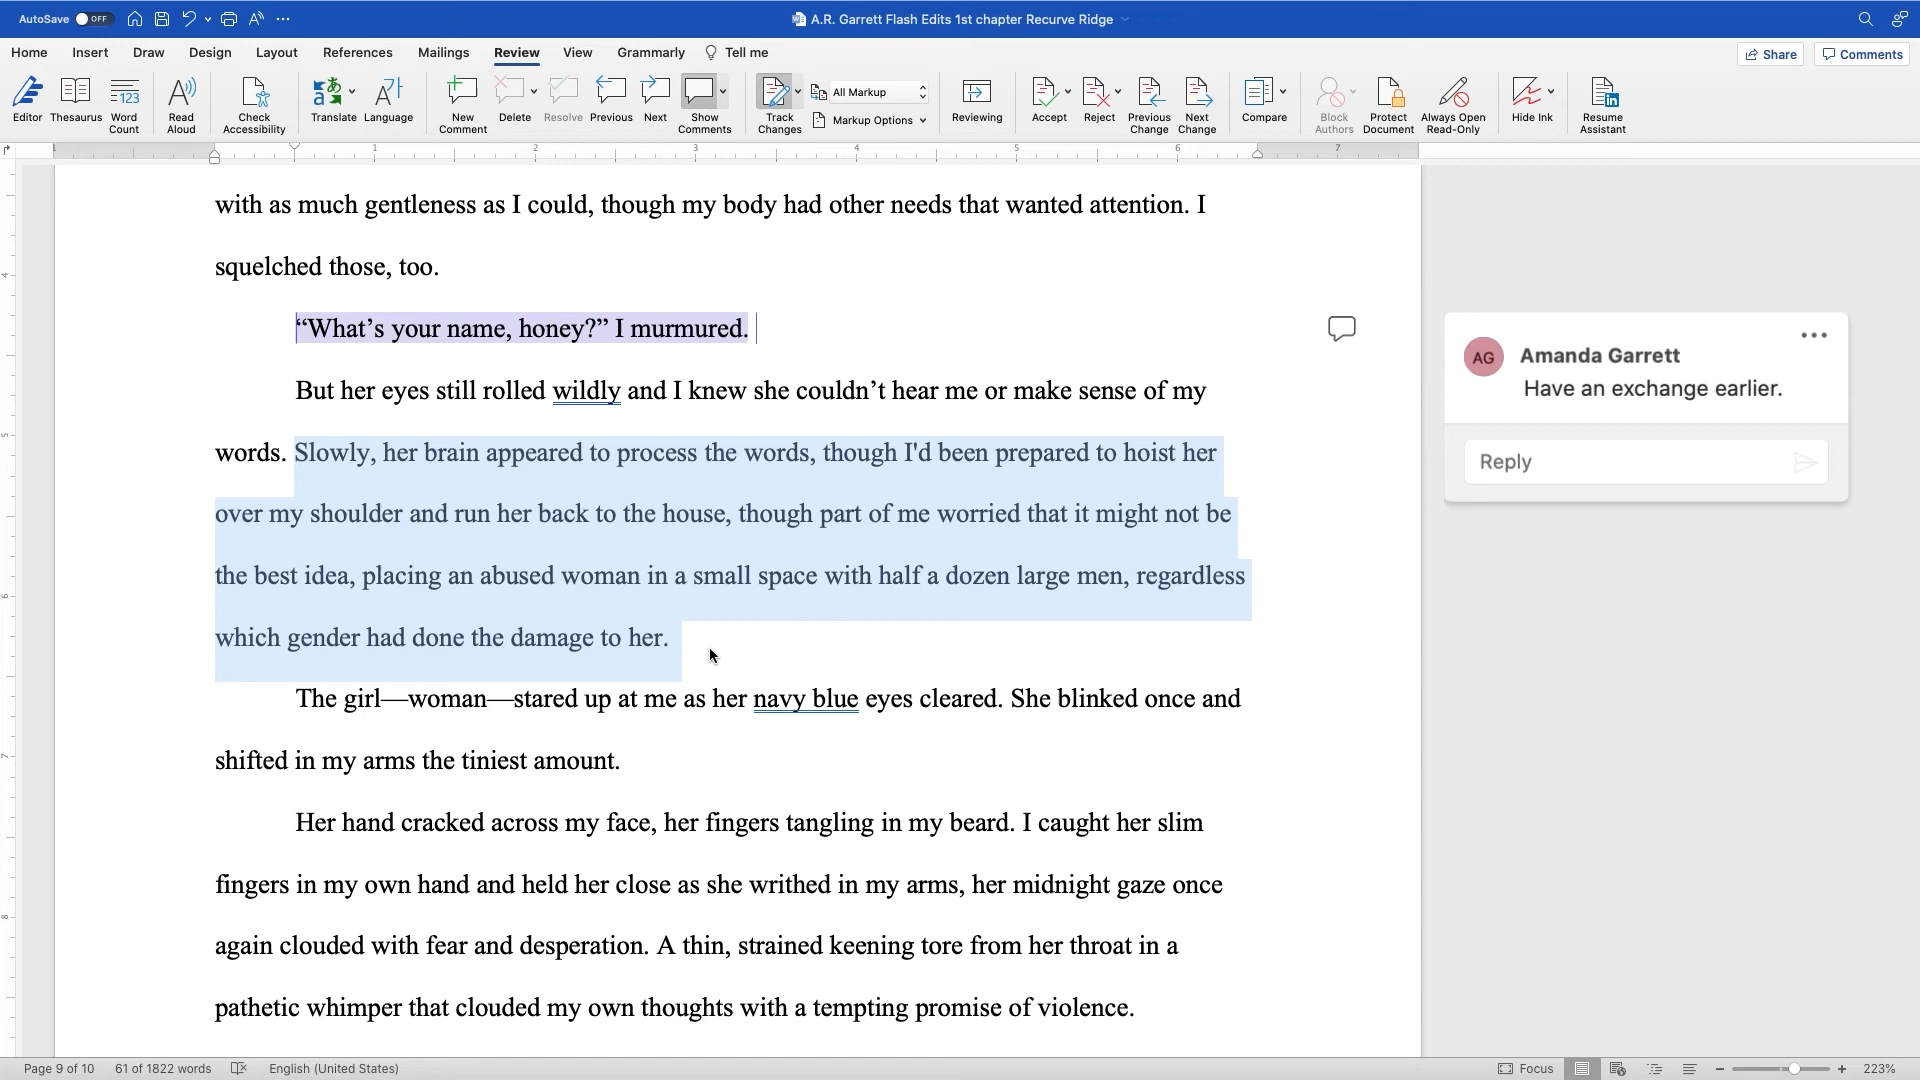 AutoSave OFF
A.R. Garrett Flash Edits 1st chapter Recurve Ridge
Home Insert Draw Design Layout References Mailings Review View Grammarly Tell me
Share Comments
Editor Thesaurus Word Count Read Aloud Check Accessibility Translate Language New Comment Delete Resolve Previous Next Show Comments Track Changes
All Markup
Markup Options
Reviewing Accept Reject Previous Change Next Change Compare Block Authors Protect Document Always Open Read-Only Hide Ink Resume Assistant
1 1 2 3 4 5 6 7
with as much gentleness as I could, though my body had other needs that wanted attention. I
squelched those, too.
“What’s your name, honey?” I murmured.
But her eyes still rolled wildly and I knew she couldn’t hear me or make sense of my
words. Slowly, her brain appeared to process the words, though I'd been prepared to hoist her
over my shoulder and run her back to the house, though part of me worried that it might not be
the best idea, placing an abused woman in a small space with half a dozen large men, regardless
which gender had done the damage to her.
The girl—woman—stared up at me as her navy blue eyes cleared. She blinked once and
shifted in my arms the tiniest amount.
Her hand cracked across my face, her fingers tangling in my beard. I caught her slim
fingers in my own hand and held her close as she writhed in my arms, her midnight gaze once
again clouded with fear and desperation. A thin, strained keening tore from her throat in a
pathetic whimper that clouded my own thoughts with a tempting promise of violence.
AG Amanda Garrett
Have an exchange earlier.
Reply
Page 9 of 10 61 of 1822 words English (United States) Focus 223%